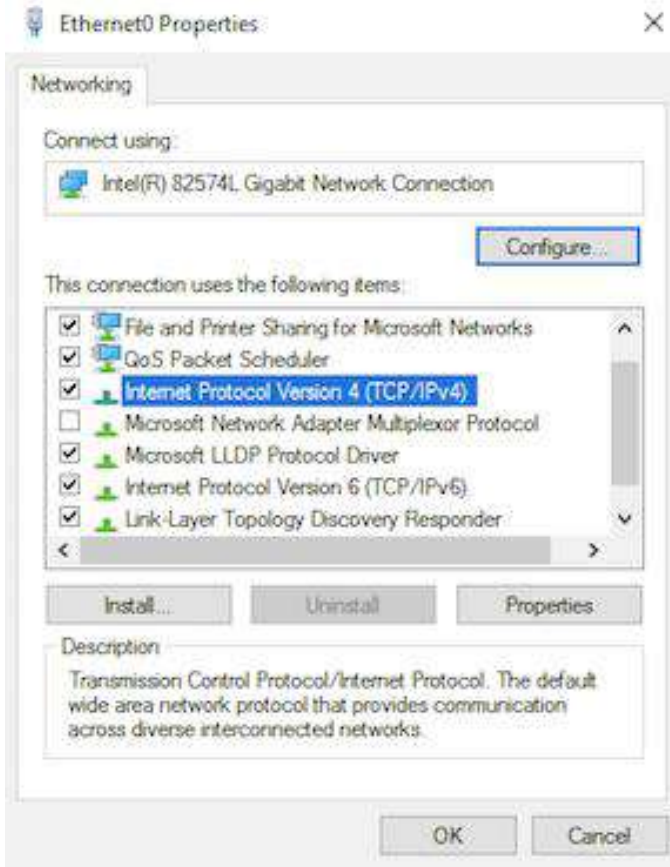 Ethernet0 Properties
Networking
Connect using:
Intel(R) 82574L Gigabit Network Connection
Configure...
This connection uses the following items:
File and Printer Sharing for Microsoft Networks
QoS Packet Scheduler
Internet Protocol Version 4 (TCP/IPv4)
Microsoft Network Adapter Multiplexor Protocol
Microsoft LLDP Protocol Driver
Internet Protocol Version 6 (TCP/IPv6)
Link-Layer Topology Discovery Responder
Install...
Uninstall
Properties
Description
Transmission Control Protocol/Internet Protocol. The default
wide area network protocol that provides communication
across diverse interconnected networks.
OK
Cancel